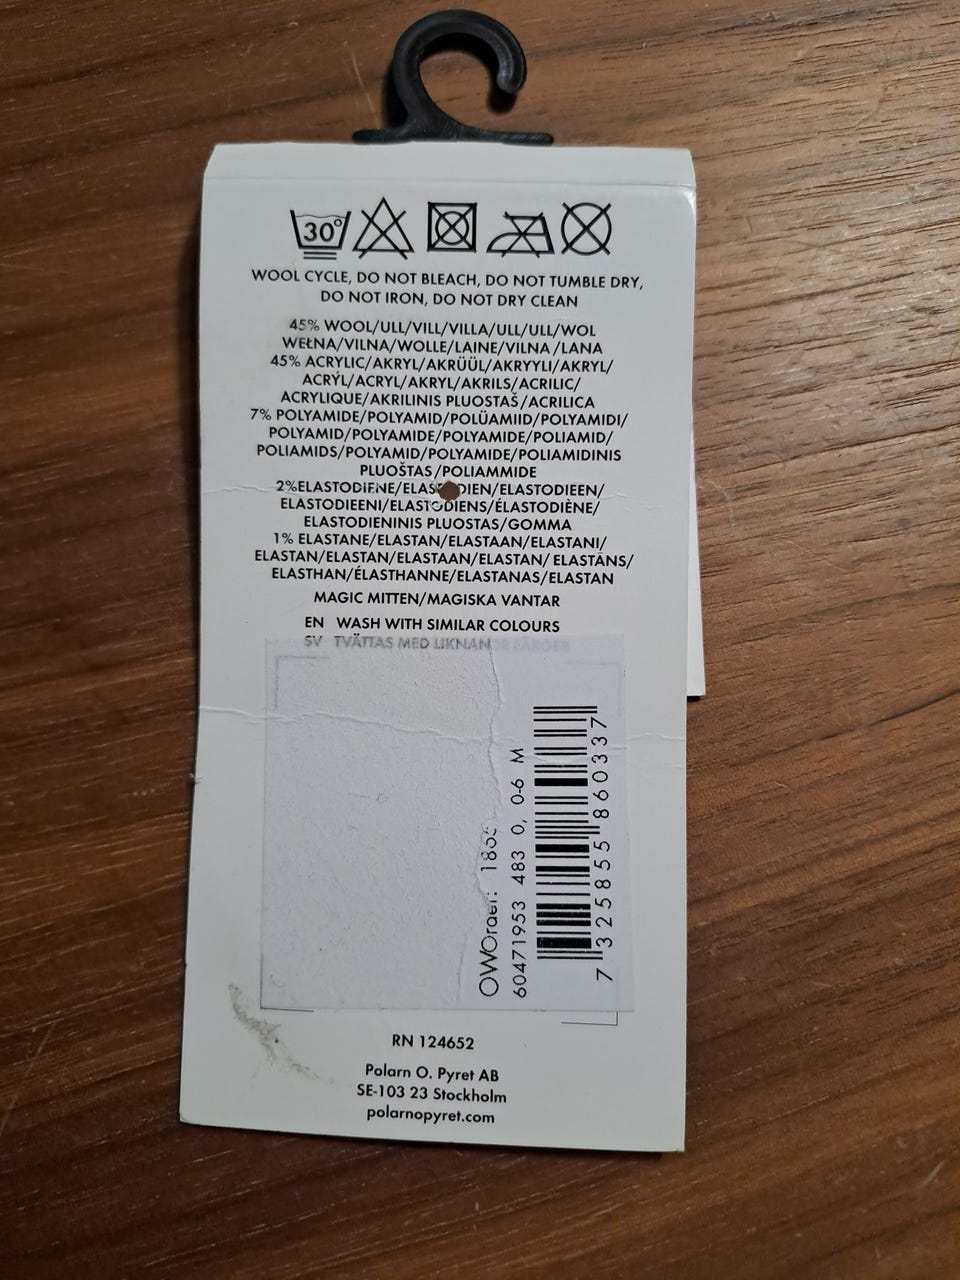 30°
WOOL CYCLE, DO NOT BLEACH, DO NOT TUMBLE DRY,
DO NOT IRON, DO NOT DRY CLEAN
45% WOOL/ULL/VILL/VILLA/ULL/ULL/WOL
WEŁNA/VILNA/WOLLE/LAINE/VILNA /LANA
45% ACRYLIC/AKRYL/AKRÜÜL/AKRYYLI/AKRYL/
ACRÝL/ACRYL/AKRYL/AKRILS/ACRILIC/
ACRYLIQUE/AKRILINIS PLUOSTAŠ/ACRILICA
7% POLYAMIDE/POLYAMID/POLÜAMIID/POLYAMIDI/
POLYAMID/POLYAMIDE/POLYAMIDE/POLIAMID/
POLIAMIDS/POLYAMID/POLYAMIDE/POLIAMIDINIS
PLUOŠTAS/POLIAMMIDE
2%ELASTODIENE/ DIEN/ELASTODIEEN/
ELASTODIEENI/ELASTODIENS/ÉLASTODIÈNE/
ELASTODIENINIS PLUOSTAS/GOMMA
1% ELASTANE/ELASTAN/ELASTAAN/ELASTANI/
ELASTAN/ELASTAN/ELASTAAN/ELASTAN/ ELASTĀNS/
ELASTHAN/ÉLASTHANNE/ELASTANAS/ELASTAN
MAGIC MITTEN/MAGISKA VANTAR
EN WASH WITH SIMILAR COLOURS
SV TVÄTTAS MED LIKNANDE FÄRGER
OWOrder:
60471953 483 0, 0-6 M
7 325855 860337
RN 124652
Polarn O. Pyret AB
SE-103 23 Stockholm
polarnopyret.com